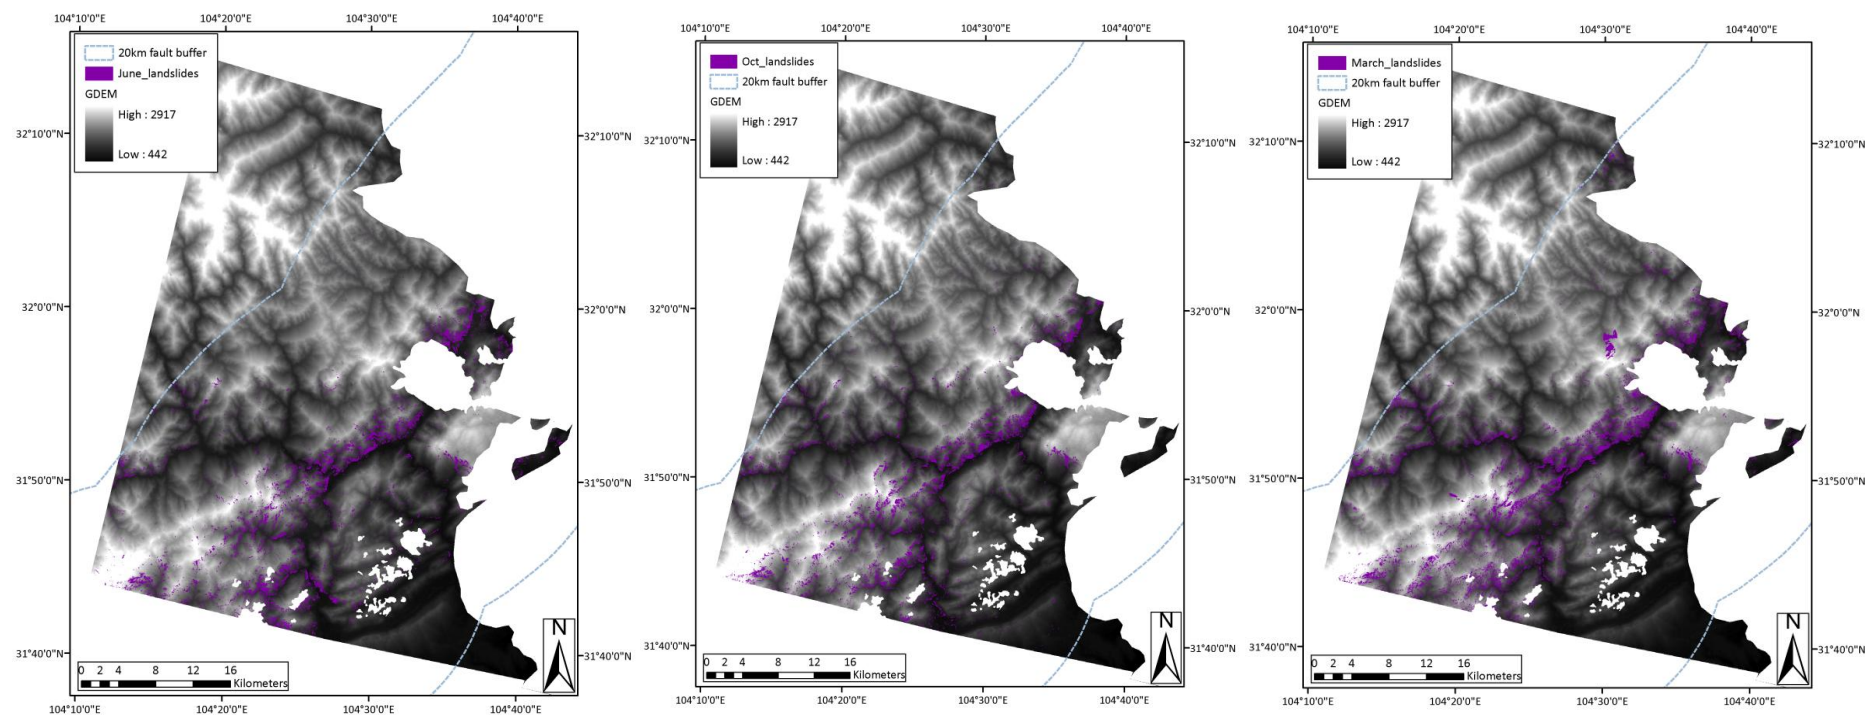 104°10'0"E 104°20'0"E 104°30'0"E 104°40'0"E
20km fault buffer
June_landslides
GDEM
High : 2917
Low : 442
32°10'0"N 32°10'0"N
32°0'0"N 32°0'0"N
31°50'0"N 31°50'0"N
31°40'0"N 31°40'0"N
N
0 2 4 8 12 16
Kilometers
104°10'0"E 104°20'0"E 104°30'0"E 104°40'0"E
104°10'0"E 104°20'0"E 104°30'0"E 104°40'0"E
Oct_landslides
20km fault buffer
GDEM
High : 2917
Low : 442
32°10'0"N 32°10'0"N
32°0'0"N 32°0'0"N
31°50'0"N 31°50'0"N
31°40'0"N 31°40'0"N
N
0 2 4 8 12 16
Kilometers
104°10'0"E 104°20'0"E 104°30'0"E 104°40'0"E
104°10'0"E 104°20'0"E 104°30'0"E 104°40'0"E
March_landslides
20km fault buffer
GDEM
High : 2917
Low : 442
32°10'0"N 32°10'0"N
32°0'0"N 32°0'0"N
31°50'0"N 31°50'0"N
31°40'0"N 31°40'0"N
N
0 2 4 8 12 16
Kilometers
104°10'0"E 104°20'0"E 104°30'0"E 104°40'0"E